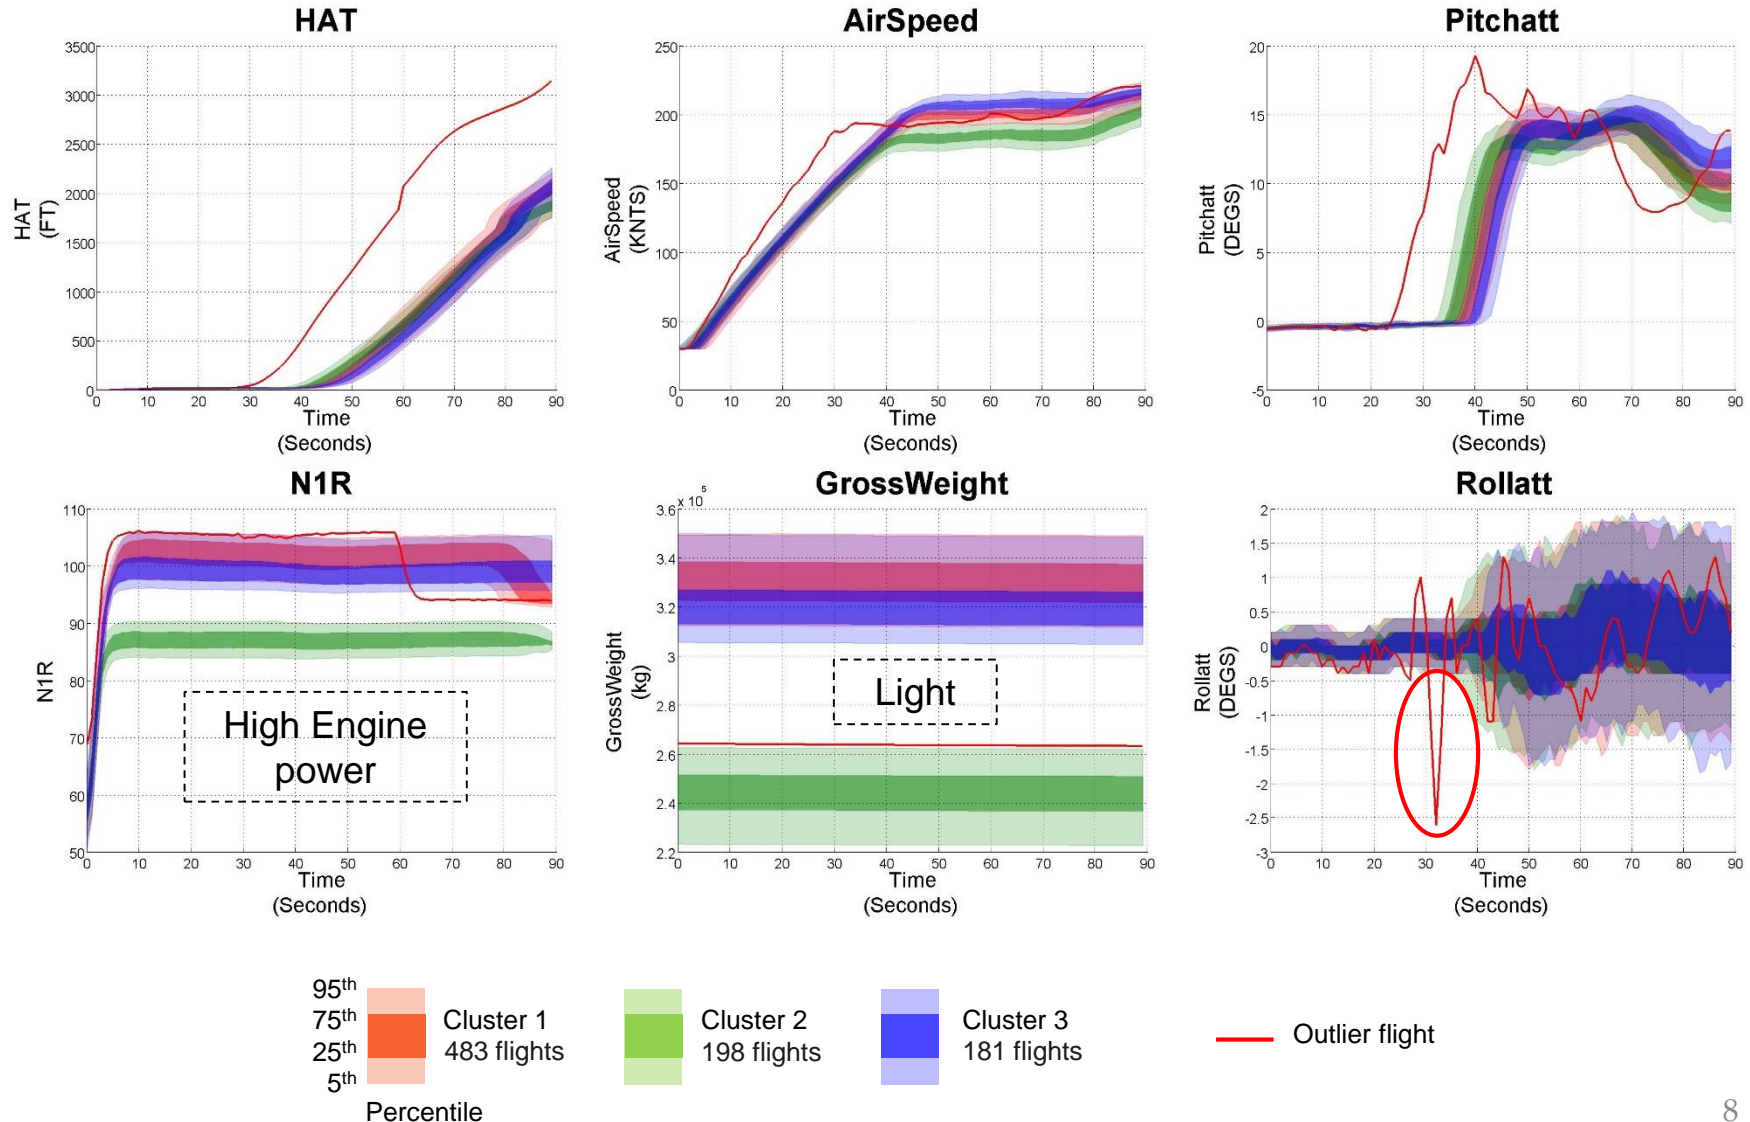 HAT
3500
3000
2500
2000
1500
1000
500
0
HAT
(FT)
0 10 20 30 40 50 60 70 80 90
Time
(Seconds)
AirSpeed
250
200
150
100
50
0
AirSpeed
(KNTS)
0 10 20 30 40 50 60 70 80 90
Time
(Seconds)
Pitchatt
20
15
10
5
0
-5
Pitchatt
(DEGS)
0 10 20 30 40 50 60 70 80 90
Time
(Seconds)
N1R
110
100
90
80
70
60
50
N1R
High Engine
power
0 10 20 30 40 50 60 70 80 90
Time
(Seconds)
GrossWeight
x 10 5
3.6
3.4
3.2
3
2.8
2.6
2.4
2.2
GrossWeight
(kg)
Light
0 10 20 30 40 50 60 70 80 90
Time
(Seconds)
Rollatt
2
1.5
1
0.5
0
-0.5
-1
-1.5
-2
-2.5
-3
Rollatt
(DEGS)
0 10 20 30 40 50 60 70 80 90
Time
(Seconds)
95th
75th
25th
5th
Percentile
Cluster 1
483 flights
Cluster 2
198 flights
Cluster 3
181 flights
Outlier flight
8